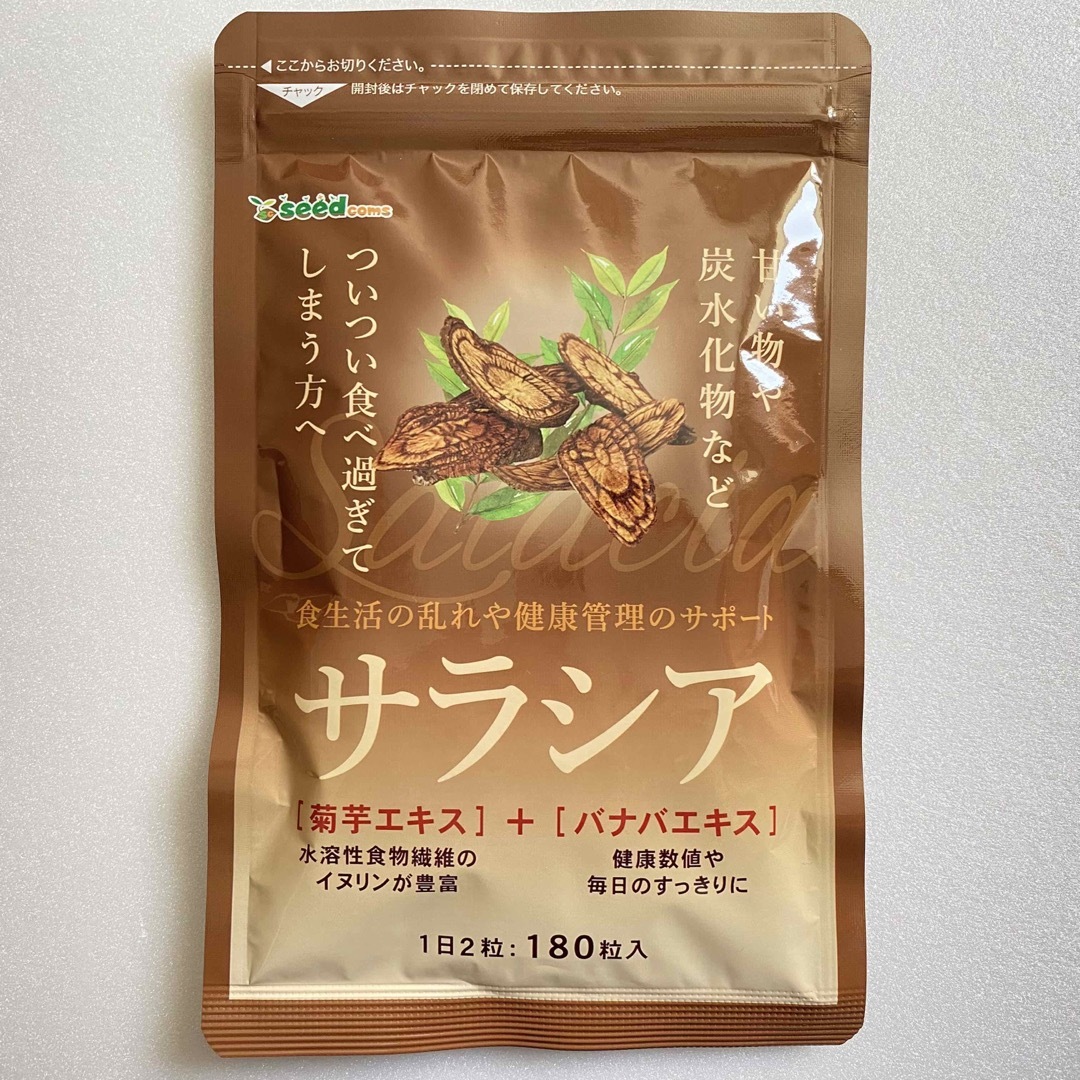 ここからお切りください。
チャック
開封後はチャックを閉めて保存してください。
seedcoms
甘い物や
炭水化物など
ついつい食べ過ぎて
しまう方へ
Salacia
食生活の乱れや健康管理のサポート
サラシア
[菊芋エキス]+[バナバエキス]
水溶性食物繊維の
イヌリンが豊富
健康数値や
毎日のすっきりに
1日2粒:180粒入